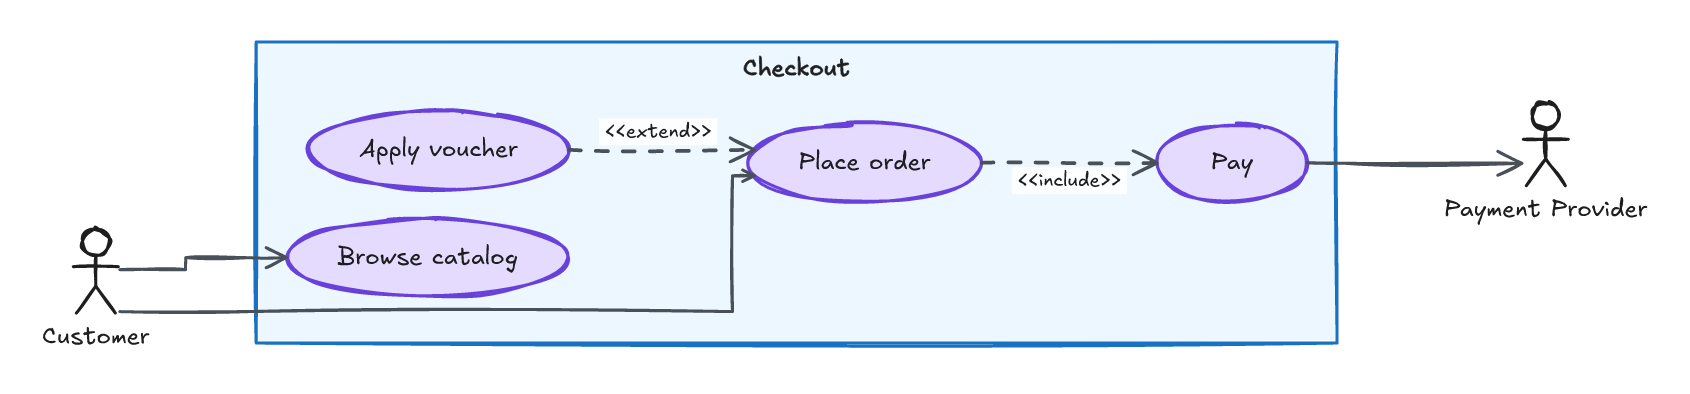 Checkout
Apply voucher
<<extend>>
Place order
<<include>>
Pay
Payment Provider
Browse catalog
Customer